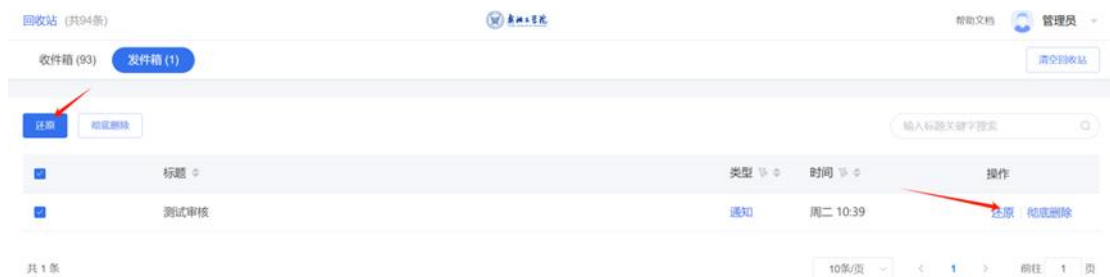 回收站 (共94条) 帮助文档 管理员
收件箱 (93) 发件箱 (1) 清空回收站
还原 彻底删除 输入标题关键字搜索
标题 类型 时间 操作
测试审核 通知 周二 10:39 还原 彻底删除
共 1 条 10条/页 1 前往 1 页